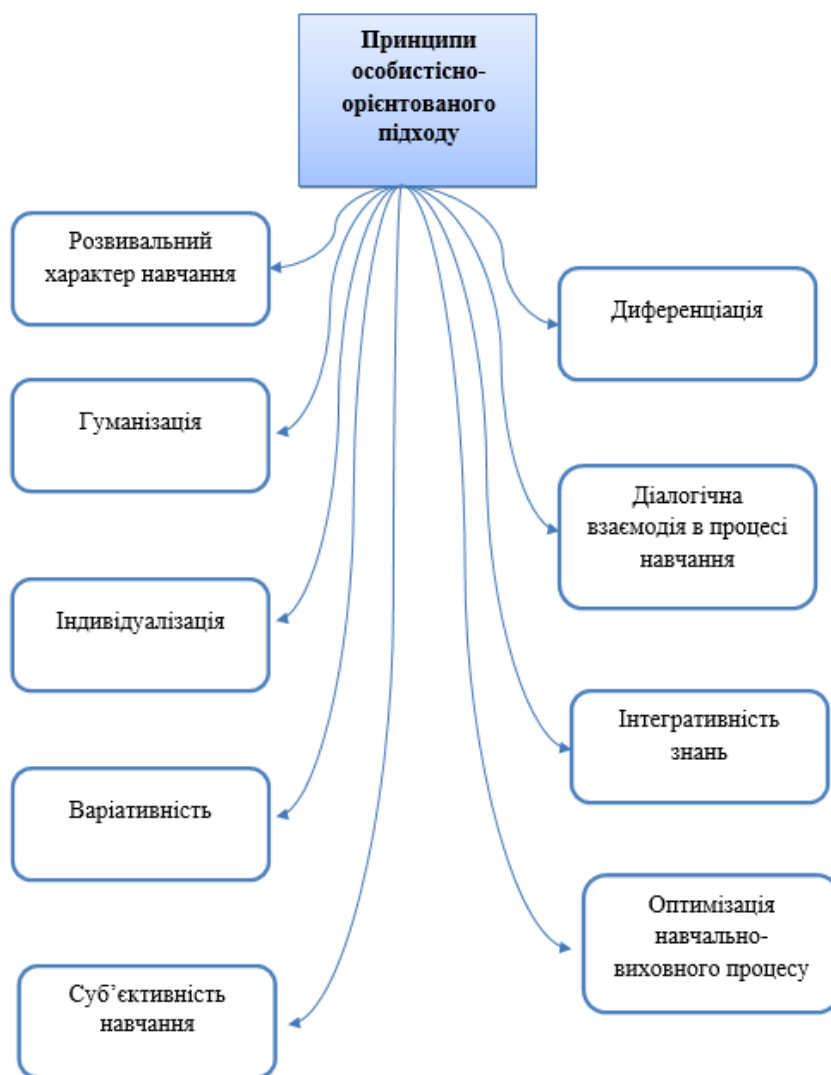 Принципи
особистісно-
орієнтованого
підходу
Розвивальний
характер навчання
Гуманізація
Індивідуалізація
Варіативність
Суб’єктивність
навчання
Диференціація
Діалогічна
взаємодія в процесі
навчання
Інтегративність
знань
Оптимізація
навчально-
виховного процесу